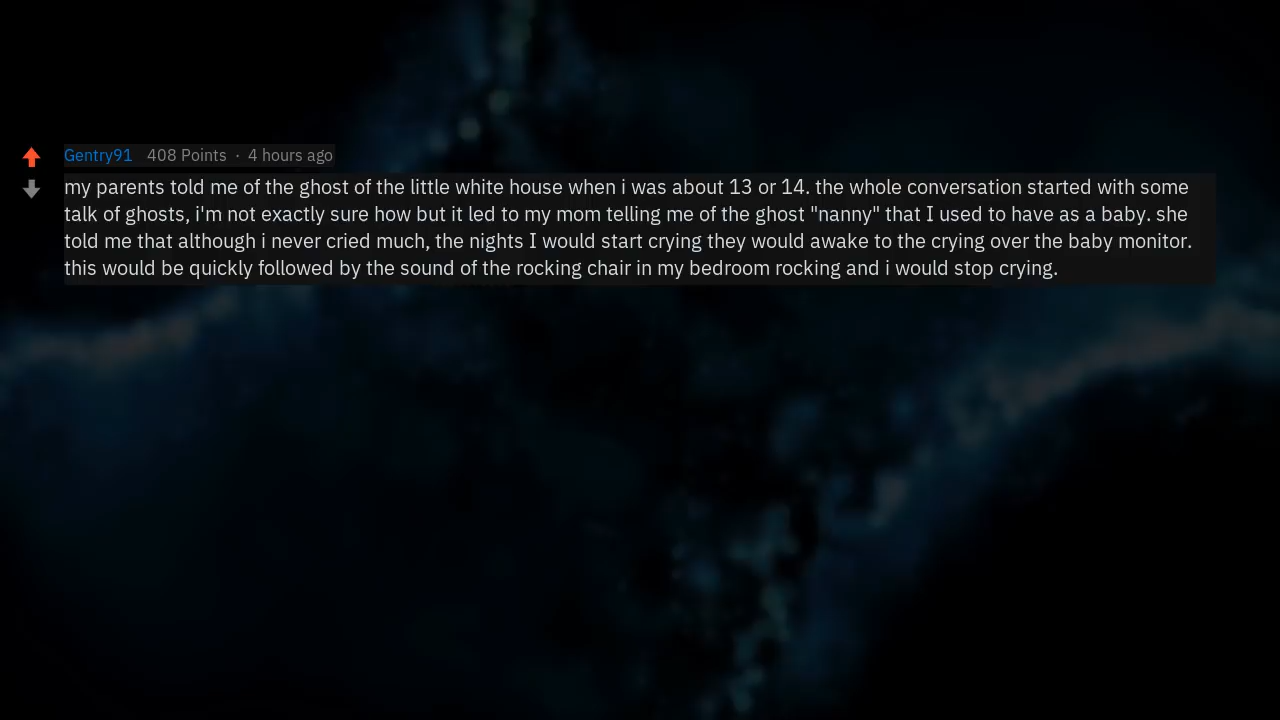 Gentry91 408 Points · 4 hours ago
my parents told me of the ghost of the little white house when i was about 13 or 14. the whole conversation started with some
talk of ghosts, i'm not exactly sure how but it led to my mom telling me of the ghost "nanny" that I used to have as a baby. she
told me that although i never cried much, the nights I would start crying they would awake to the crying over the baby monitor.
this would be quickly followed by the sound of the rocking chair in my bedroom rocking and i would stop crying.